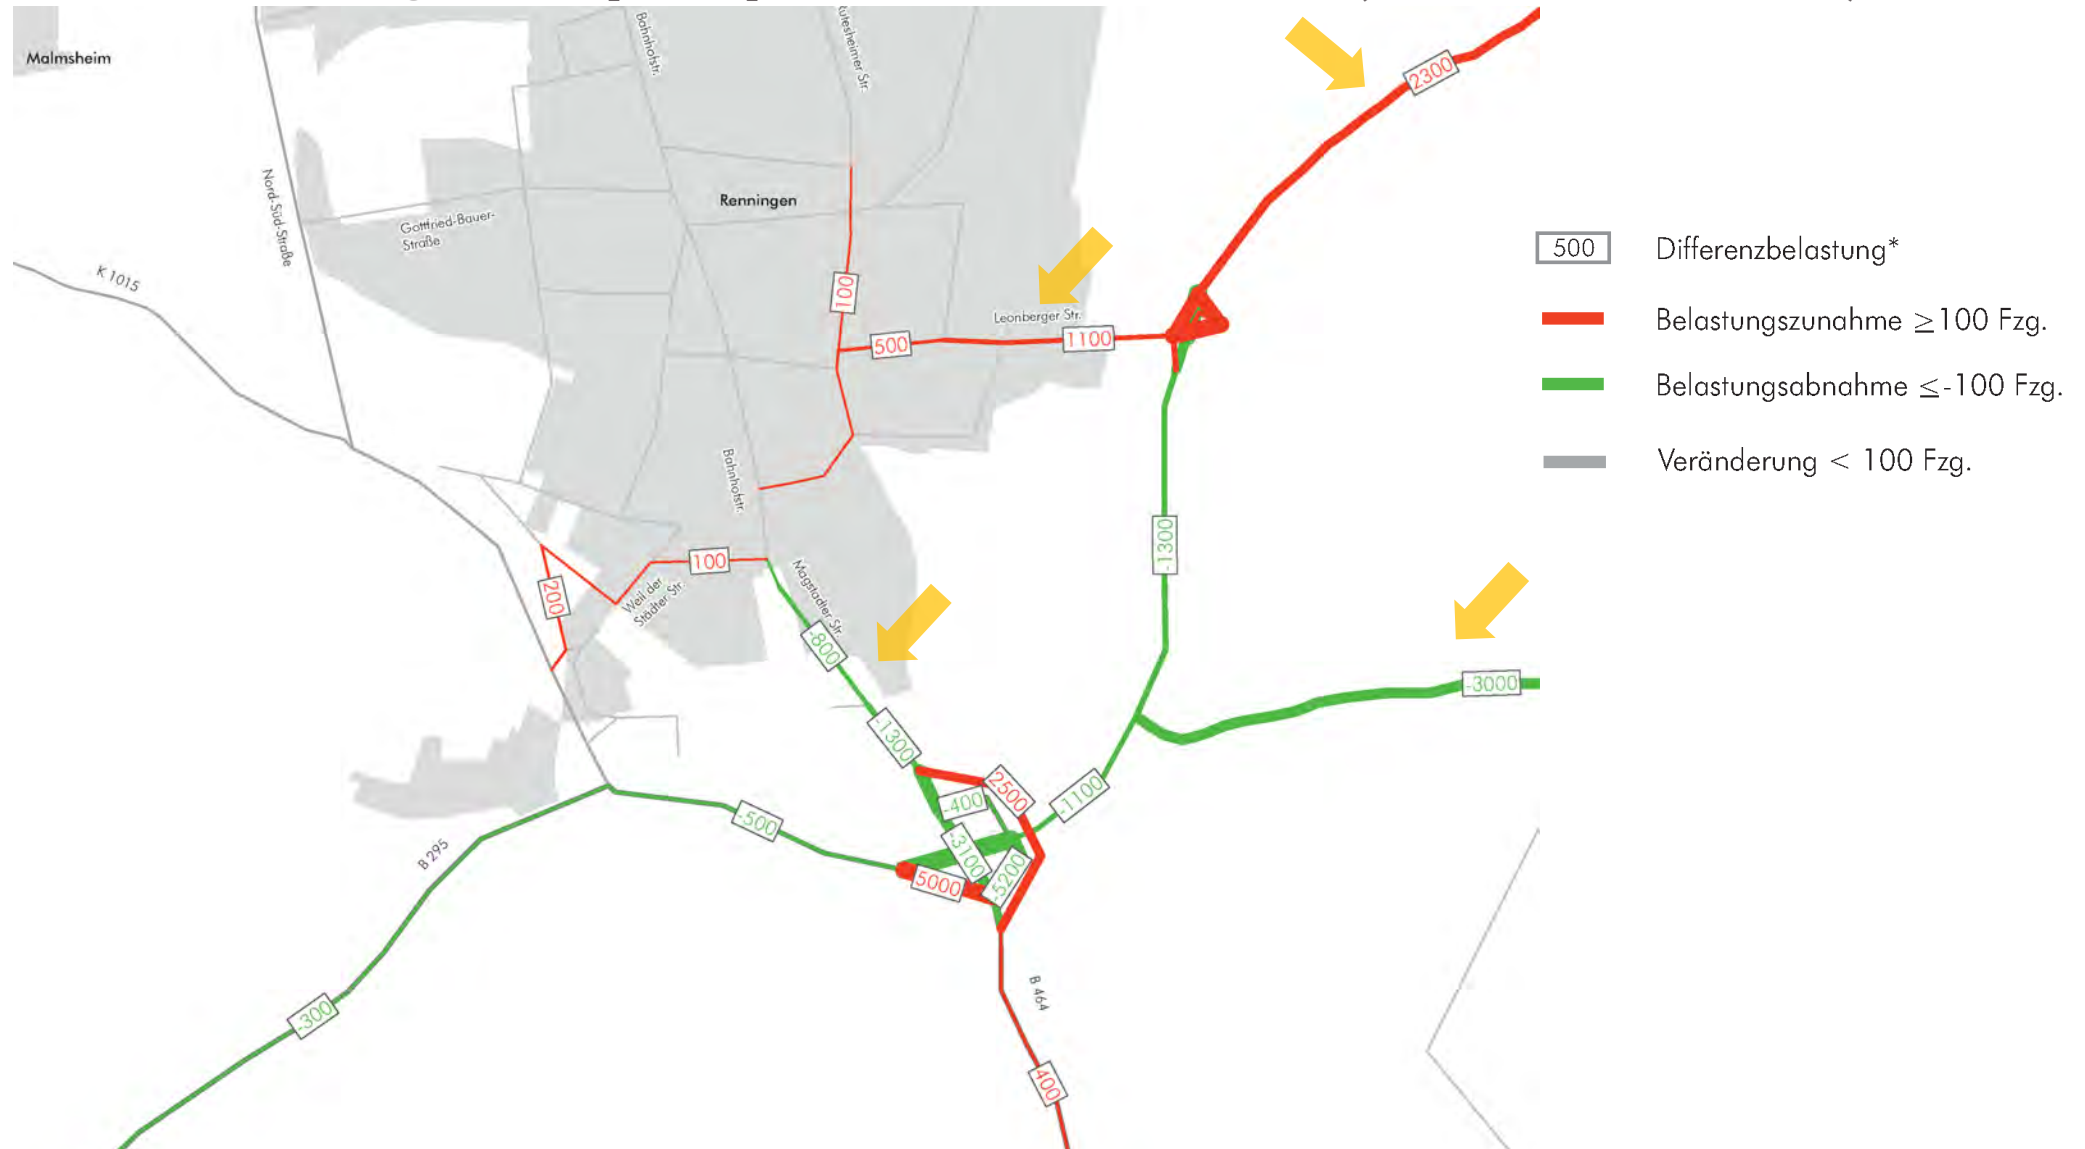 Malmsheim
Bahnhofstr.
Rutesheimer Str.
2300
Nord-Süd-Straße
Renningen
Gottfried-Bauer-
Straße
K 1015
100
Leonberger Str.
500
1100
500 Differenzbelastung*
Belastungszunahme ≥100 Fzg.
Belastungsabnahme ≤-100 Fzg.
Veränderung < 100 Fzg.
Bahnhofstr.
-1300
100
200
Weil der
Städter Str.
Magstadter Str.
-800
-3000
-1300
2500
-400
-1100
-500
-3100
-5200
5000
B 295
B 464
-300
400